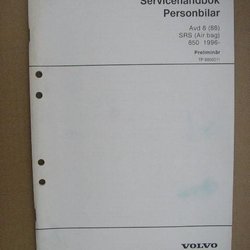 Servicehandbok
Personbilar
Avd 8 (88)
SRS (Air bag)
850 1996-
Preliminär
VOLVO